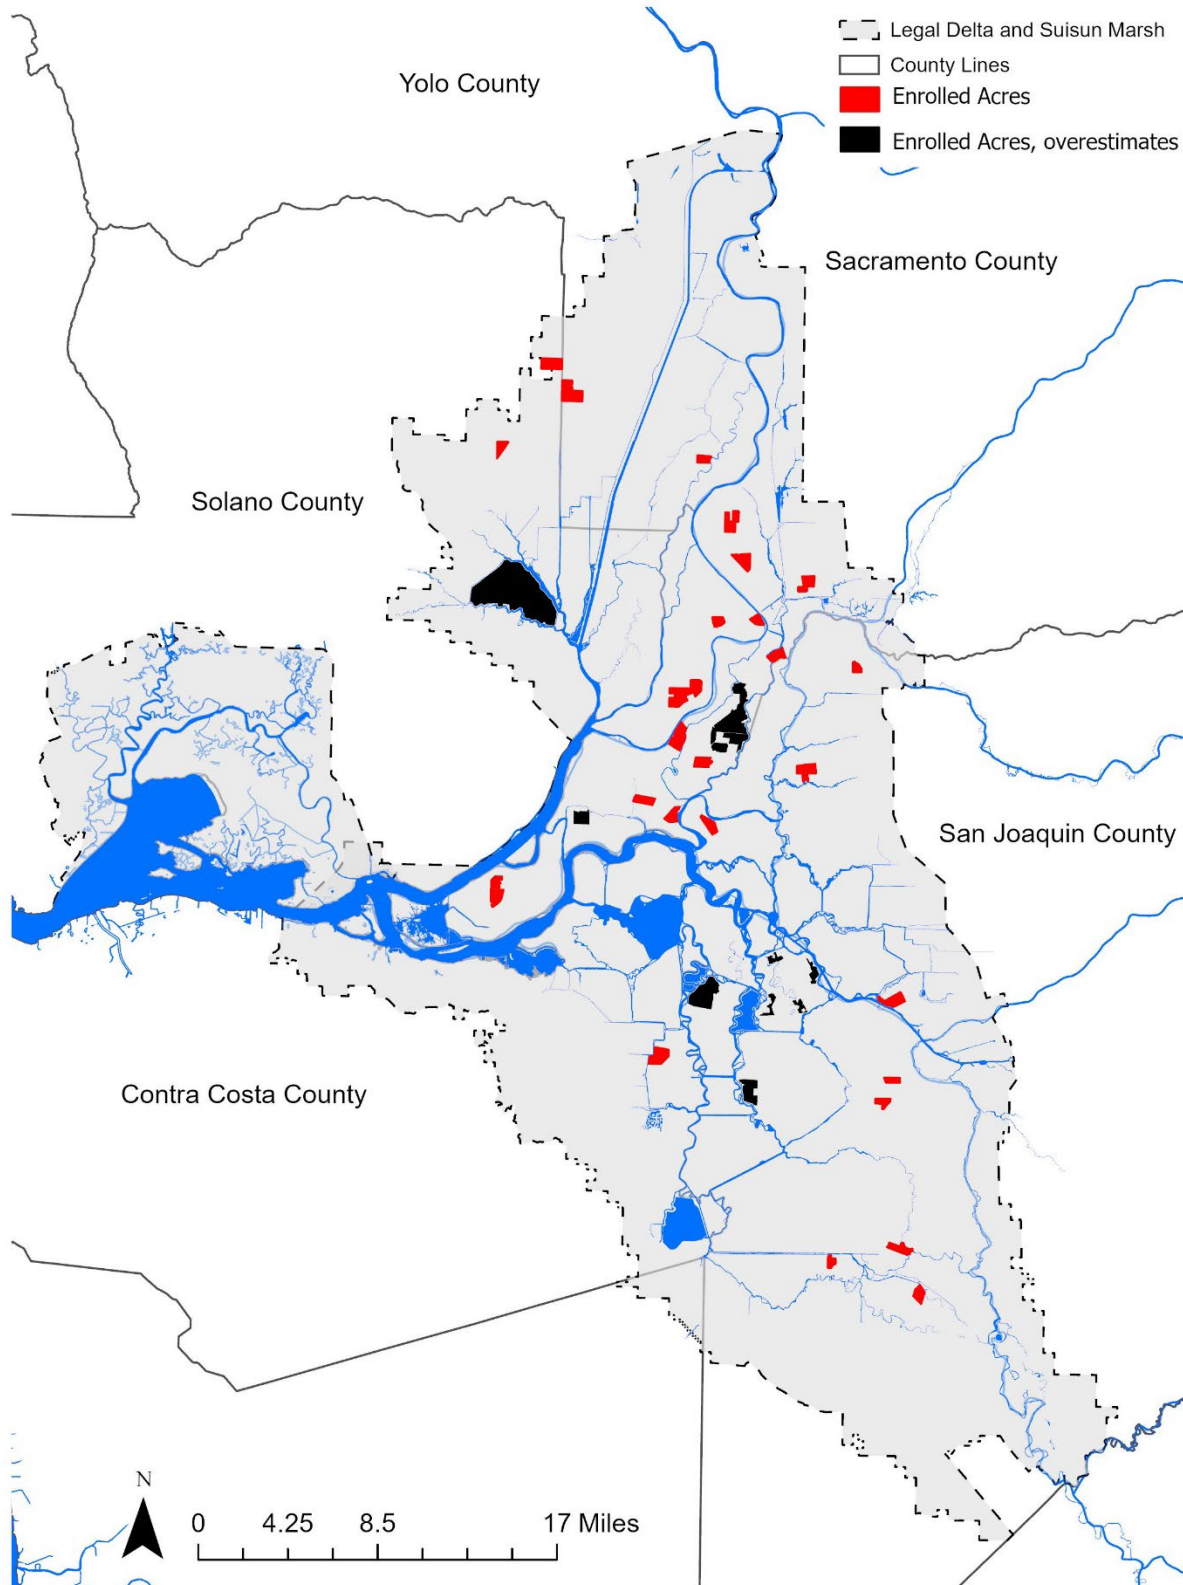 Legal Delta and Suisun Marsh
County Lines
Enrolled Acres
Enrolled Acres, overestimates
Yolo County
Sacramento County
Solano County
San Joaquin County
Contra Costa County
N
0 4.25 8.5 17 Miles